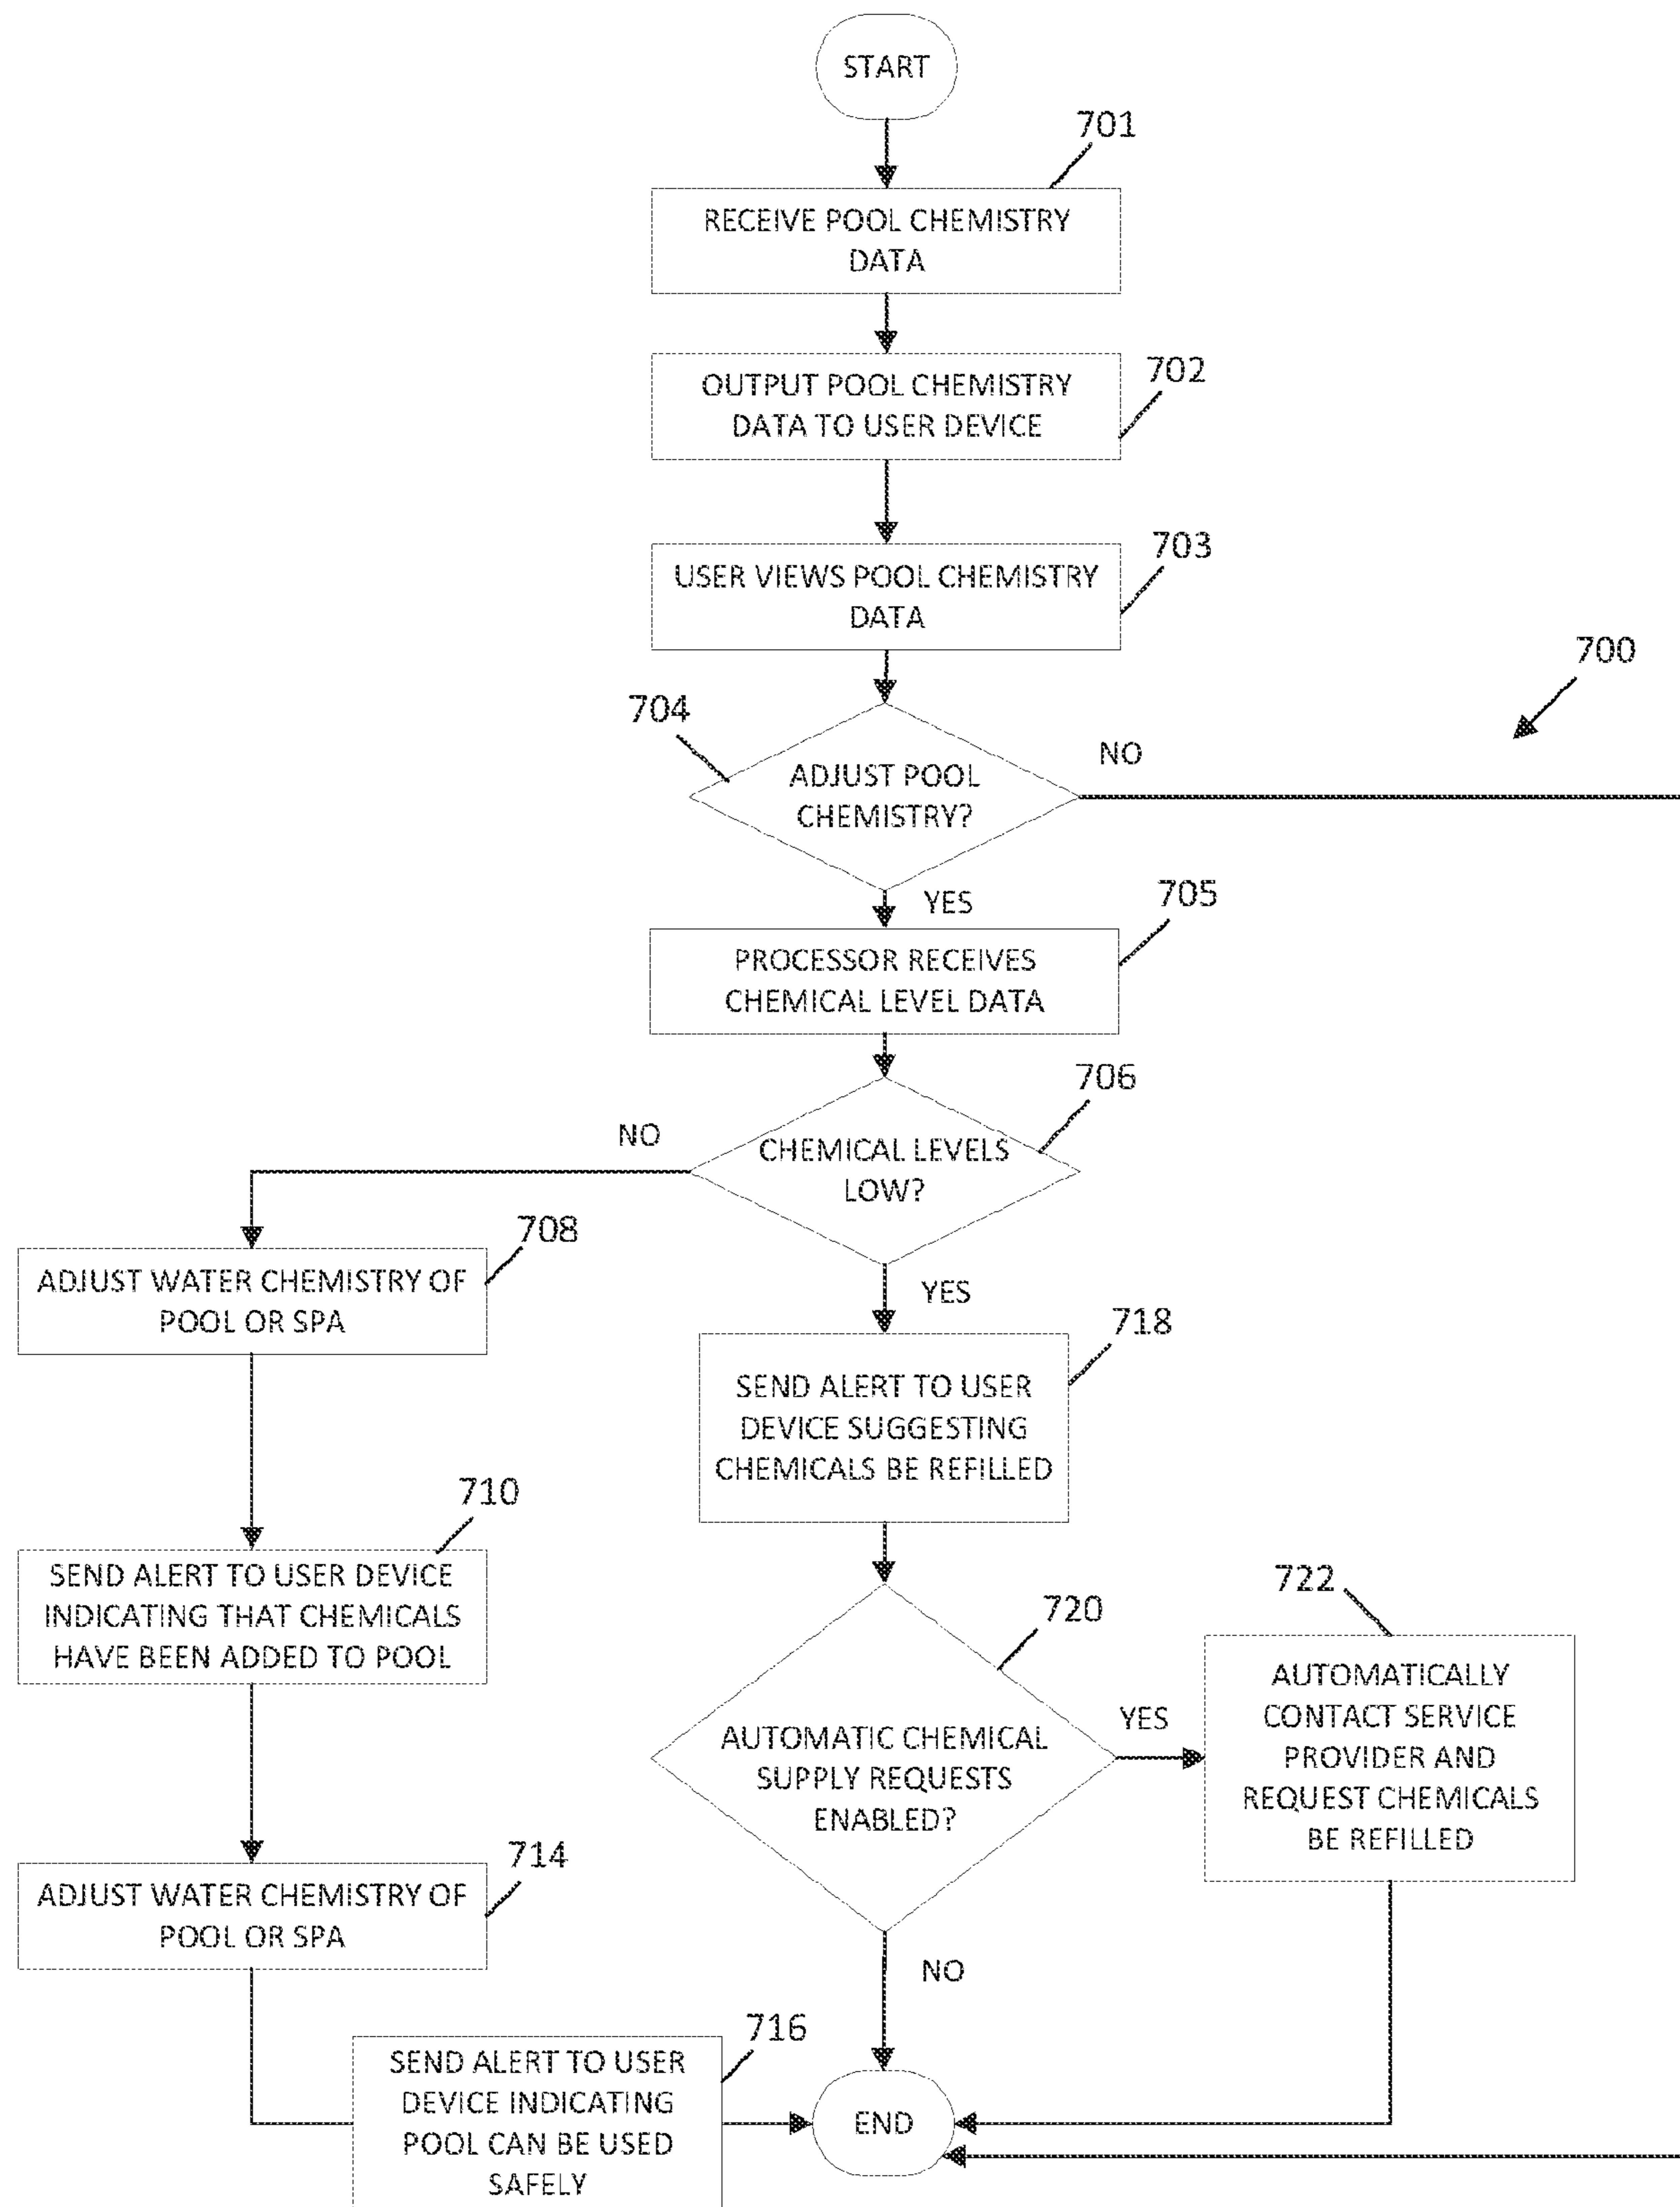 START
701
RECEIVE POOL CHEMISTRY
DATA
702
OUTPUT POOL CHEMISTRY
DATA TO USER DEVICE
703
USER VIEWS POOL CHEMISTRY
DATA
700
704
NO
ADJUST POOL
CHEMISTRY?
YES
705
PROCESSOR RECEIVES
CHEMICAL LEVEL DATA
706
NO
CHEMICAL LEVELS
LOW?
YES
708
ADJUST WATER CHEMISTRY OF
POOL OR SPA
718
SEND ALERT TO USER
DEVICE SUGGESTING
CHEMICALS BE REFILLED
710
SEND ALERT TO USER DEVICE
INDICATING THAT CHEMICALS
HAVE BEEN ADDED TO POOL
720
AUTOMATIC CHEMICAL
SUPPLY REQUESTS
ENABLED?
YES
722
AUTOMATICALLY
CONTACT SERVICE
PROVIDER AND
REQUEST CHEMICALS
BE REFILLED
714
ADJUST WATER CHEMISTRY OF
POOL OR SPA
NO
716
SEND ALERT TO USER
DEVICE INDICATING
POOL CAN BE USED
SAFELY
END